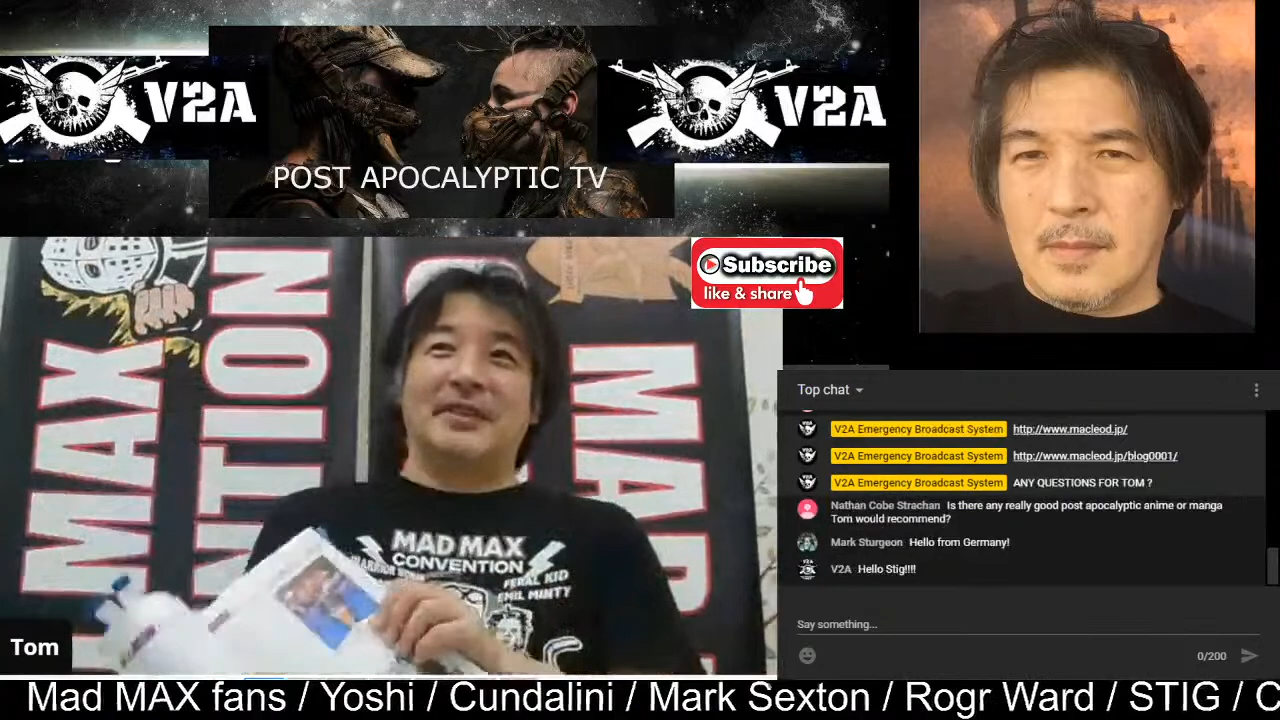 V2A
V2A
POST APOCALYPTIC TV
Subscribe
like & share
MAX
MAD MAX
CONVENTION
WARRIOR WOMAN
FERAL KID
EMIL MINTY
Tom
Top chat
V2A Emergency Broadcast System http://www.macleod.jp/
V2A Emergency Broadcast System http://www.macleod.jp/blog0001/
V2A Emergency Broadcast System ANY QUESTIONS FOR TOM ?
Nathan Cobe Strachan Is there any really good post apocalyptic anime or manga
Tom would recommend?
Mark Sturgeon Hello from Germany!
V2A Hello Stig!!!!
Say something...
0/200
Mad MAX fans / Yoshi / Cundalini / Mark Sexton / Rogr Ward / STIG / C